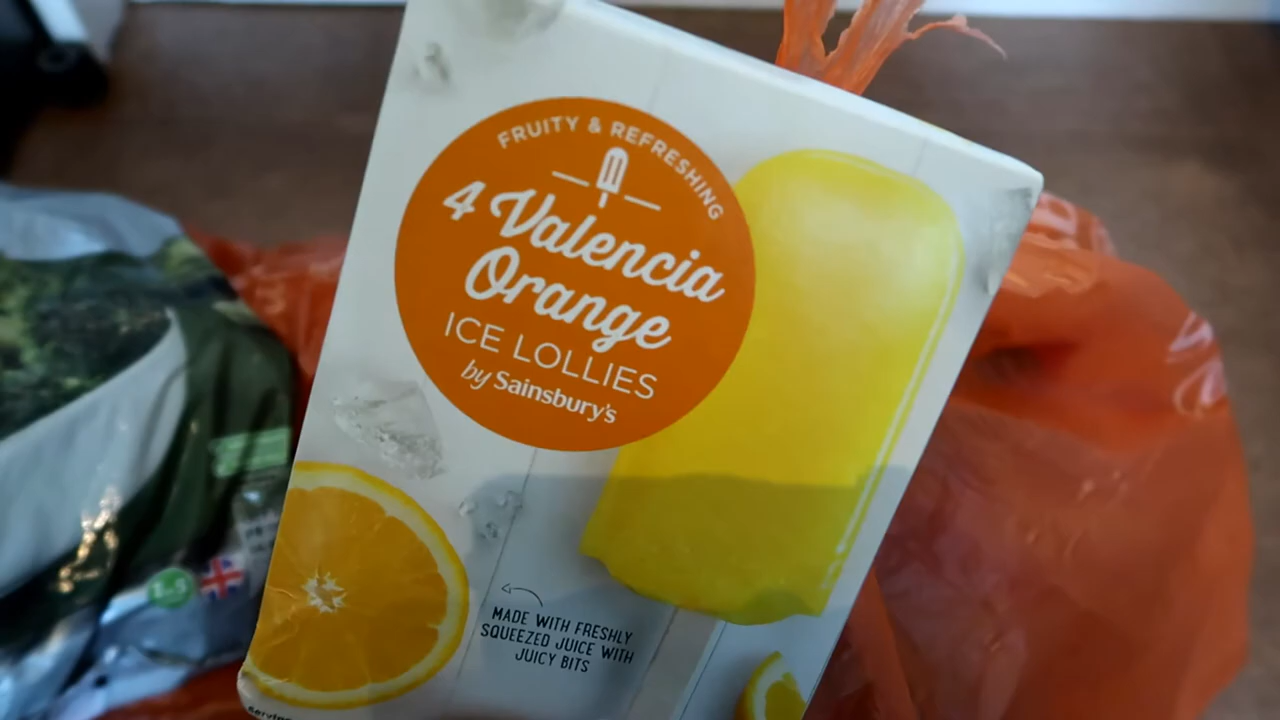 FRUITY & REFRESHING
4 Valencia
Orange
ICE LOLLIES
by Sainsbury's
MADE WITH FRESHLY
SQUEEZED JUICE WITH
JUICY BITS